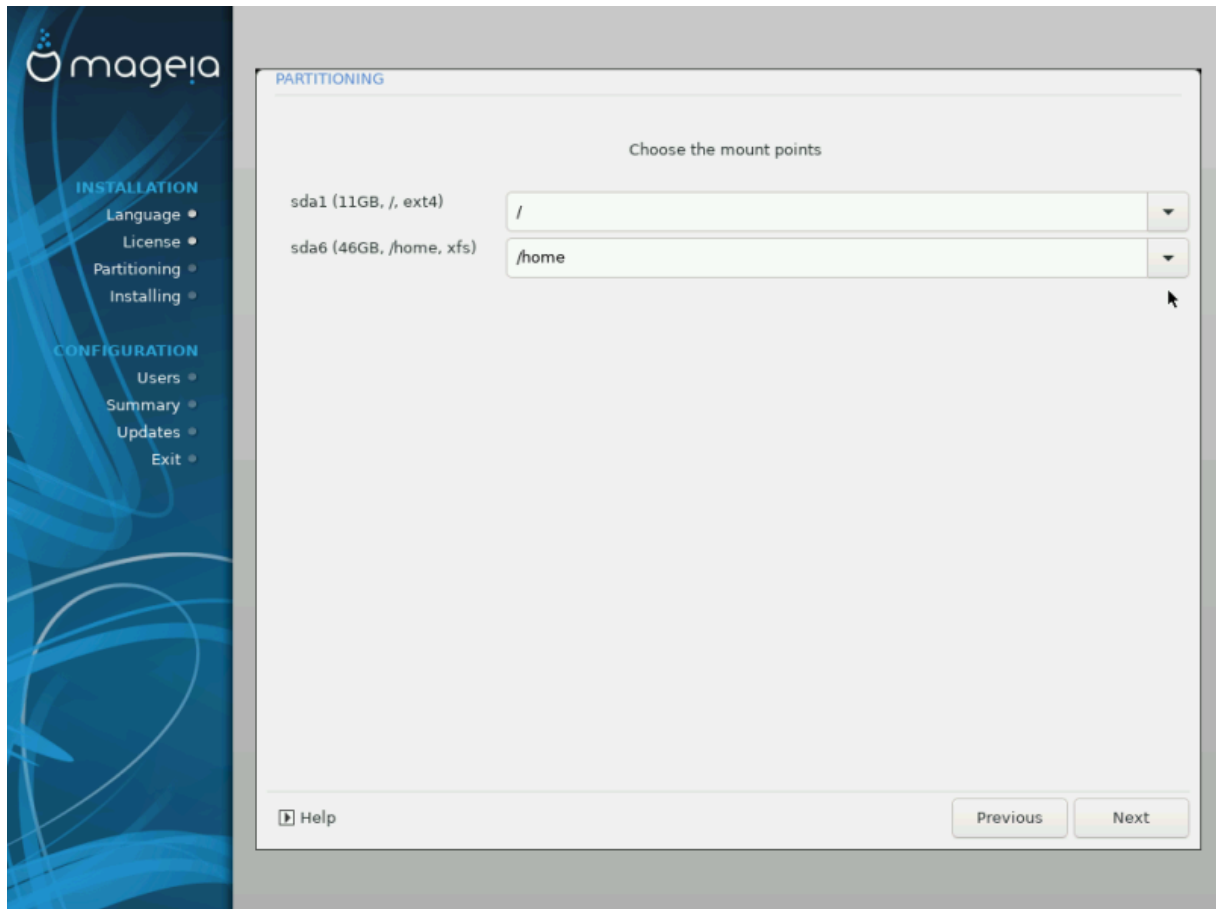 mageia
INSTALLATION
Language
License
Partitioning
Installing
CONFIGURATION
Users
Summary
Updates
Exit
PARTITIONING
Choose the mount points
sda1 (11GB, /, ext4)
/
sda6 (46GB, /home, xfs)
/home
Help
Previous
Next